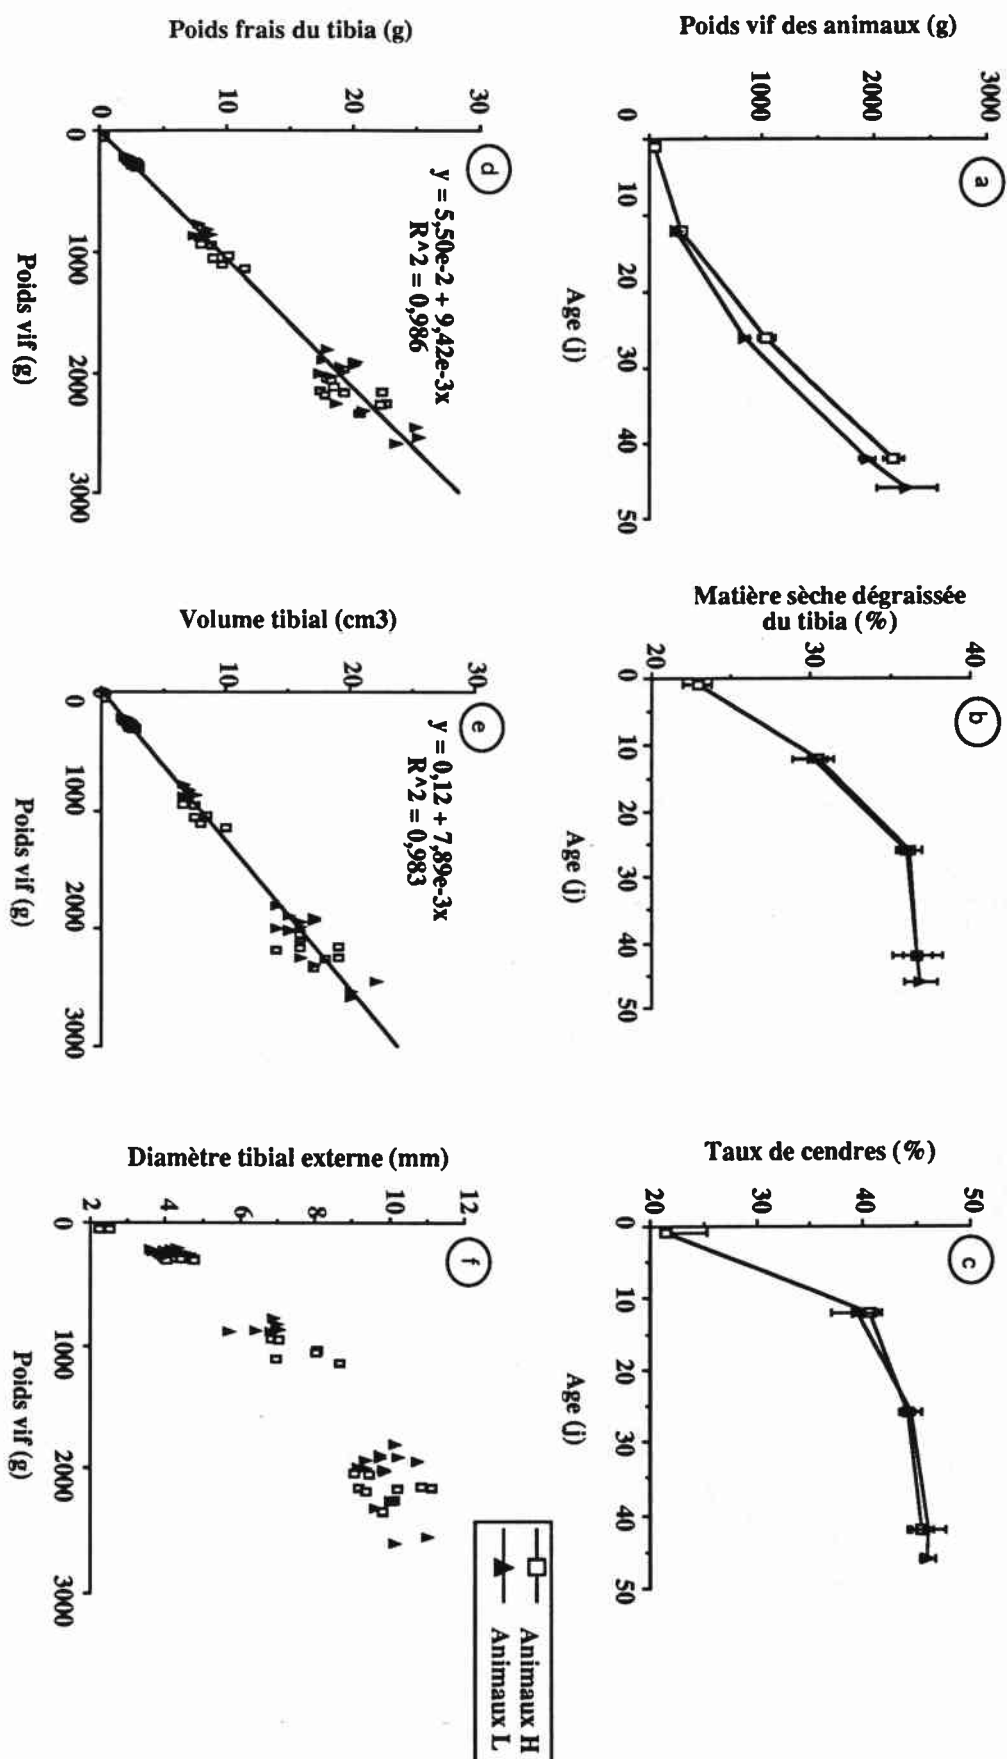 a
Poids vif des animaux (g)
3000
2000
1000
0
10
20
30
40
50
Age (j)
b
Matière sèche dégraissée
du tibia (%)
40
30
20
0
10
20
30
40
50
Age (j)
c
Taux de cendres (%)
50
40
30
20
0
10
20
30
40
50
Age (j)
d
Poids frais du tibia (g)
30
20
10
0
y = 5,50e-2 + 9,42e-3x
R^2 = 0,986
0
1000
2000
3000
Poids vif (g)
e
Volume tibial (cm3)
30
20
10
0
y = 0,12 + 7,89e-3x
R^2 = 0,983
0
1000
2000
3000
Poids vif (g)
f
Diamètre tibial externe (mm)
12
10
8
6
4
2
0
1000
2000
3000
Poids vif (g)
Animaux H
Animaux L